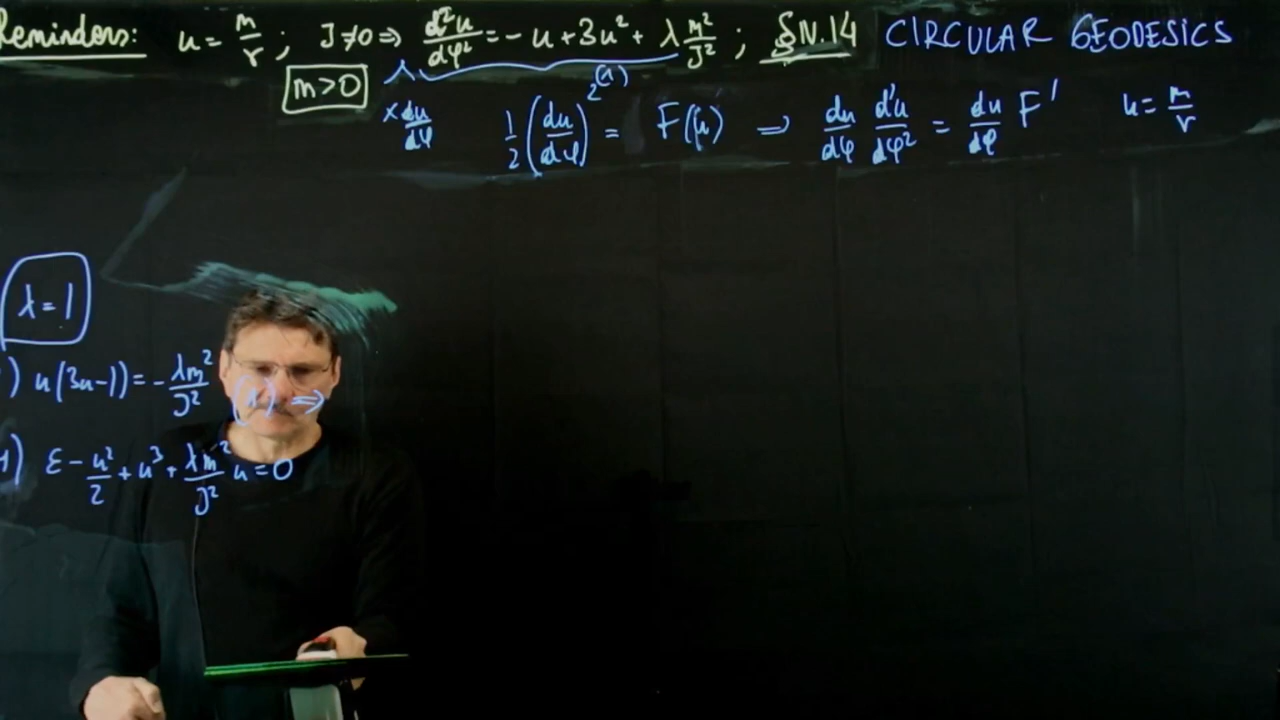 Reminders: u = m/r ; J≠0 ⇒ d²u/dφ² = -u + 3u² + λ m²/J² ; §N.14 CIRCULAR GEODESICS
m>0
x du/dφ 1/2 (du/dφ)² = F(u) ⇒ du/dφ d²u/dφ² = du/dφ F' u = m/r
λ = 1
) u(3u-1) = - λm²/J² (x) ⇒
) ε - u²/2 + u³ + λm²/J² u = 0